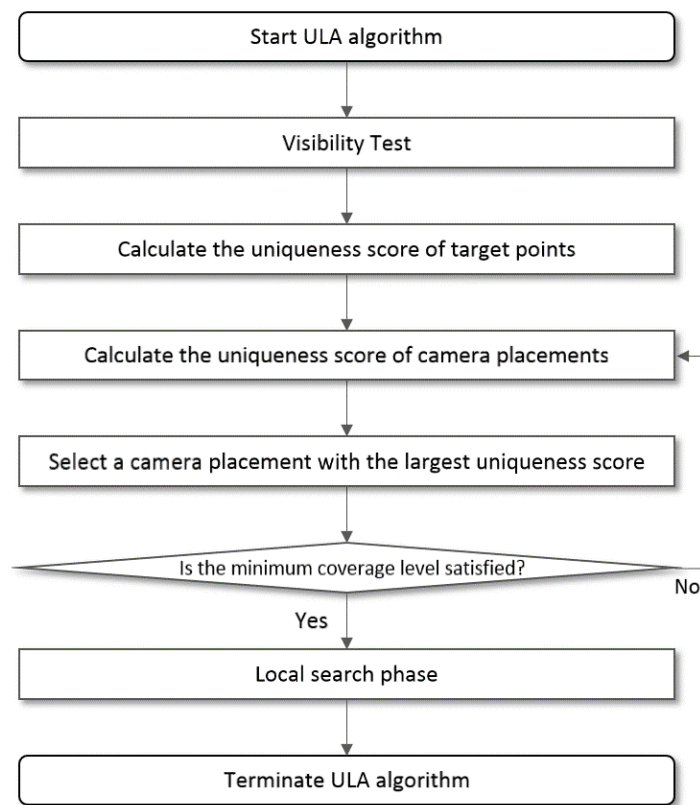 Start ULA algorithm
Visibility Test
Calculate the uniqueness score of target points
Calculate the uniqueness score of camera placements
Select a camera placement with the largest uniqueness score
Is the minimum coverage level satisfied?
No
Yes
Local search phase
Terminate ULA algorithm